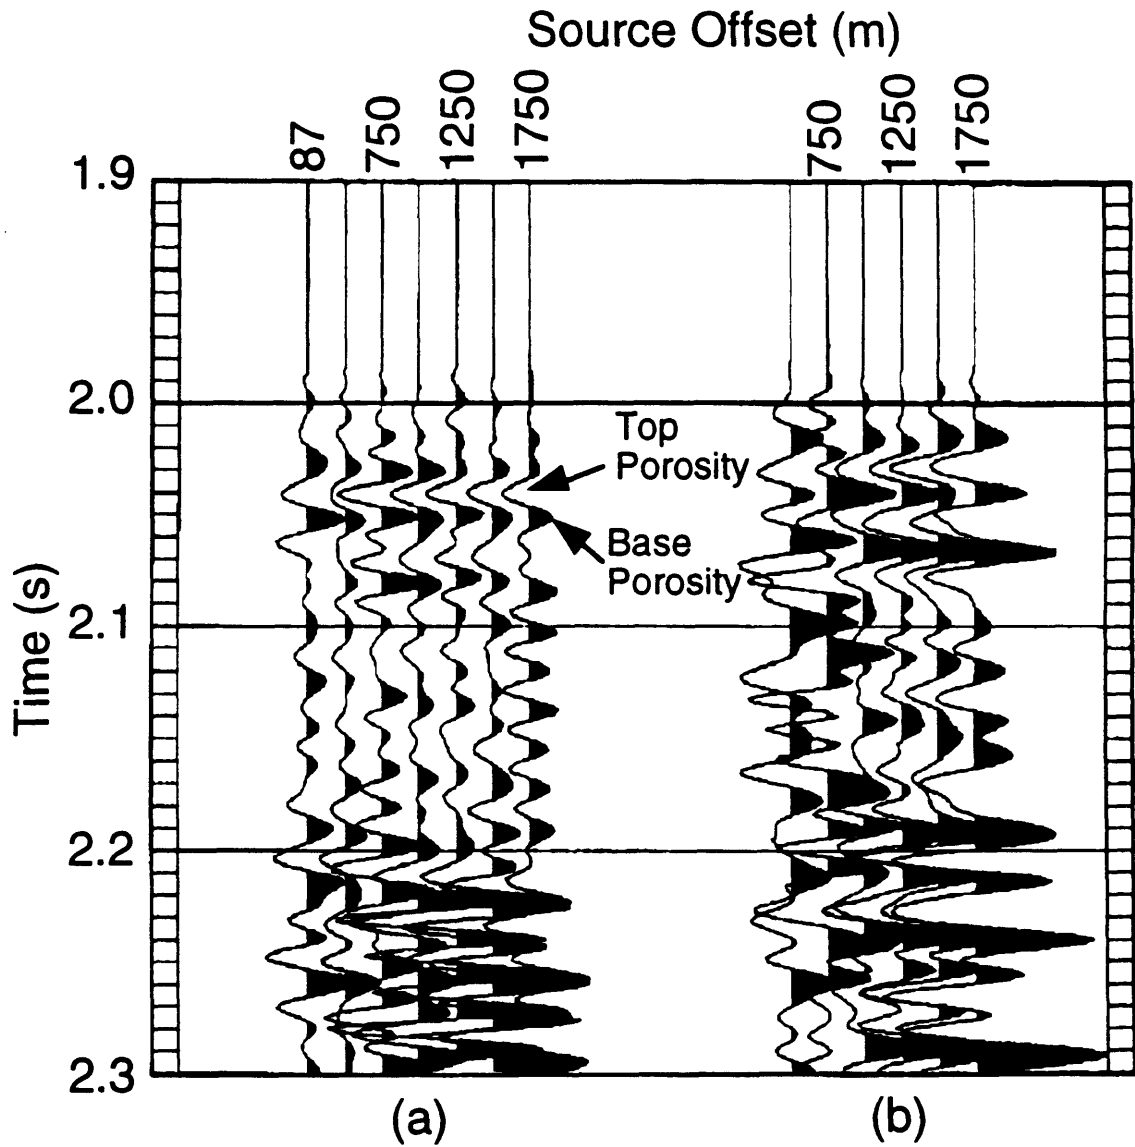 Source Offset (m)
87 750 1250 1750 750 1250 1750
1.9
2.0
Top
Porosity
Base
Porosity
2.1
Time (s)
2.2
2.3
(a) (b)